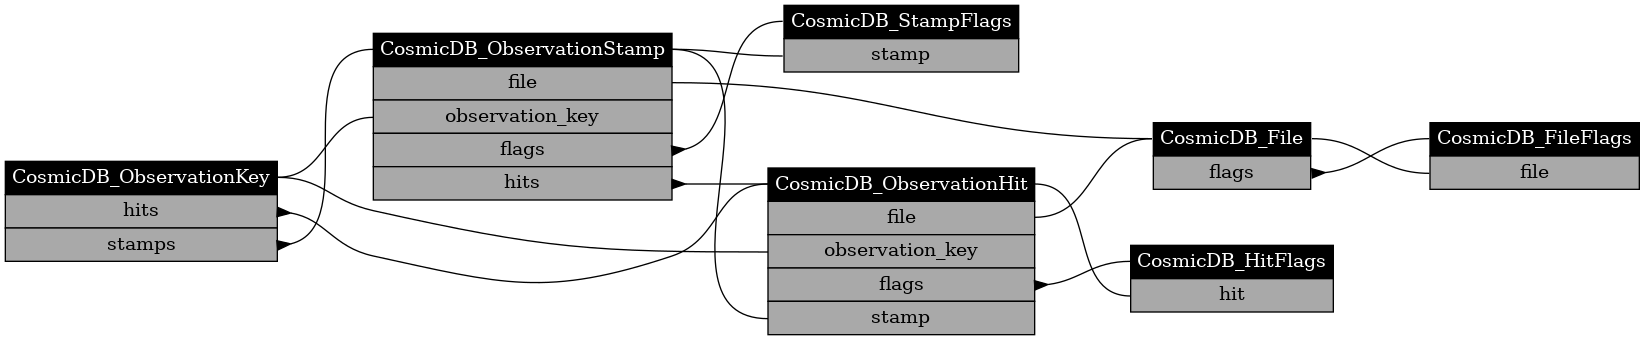 CosmicDB_ObservationKey
hits
stamps
CosmicDB_ObservationStamp
file
observation_key
flags
hits
CosmicDB_StampFlags
stamp
CosmicDB_ObservationHit
file
observation_key
flags
stamp
CosmicDB_File
flags
CosmicDB_HitFlags
hit
CosmicDB_FileFlags
file